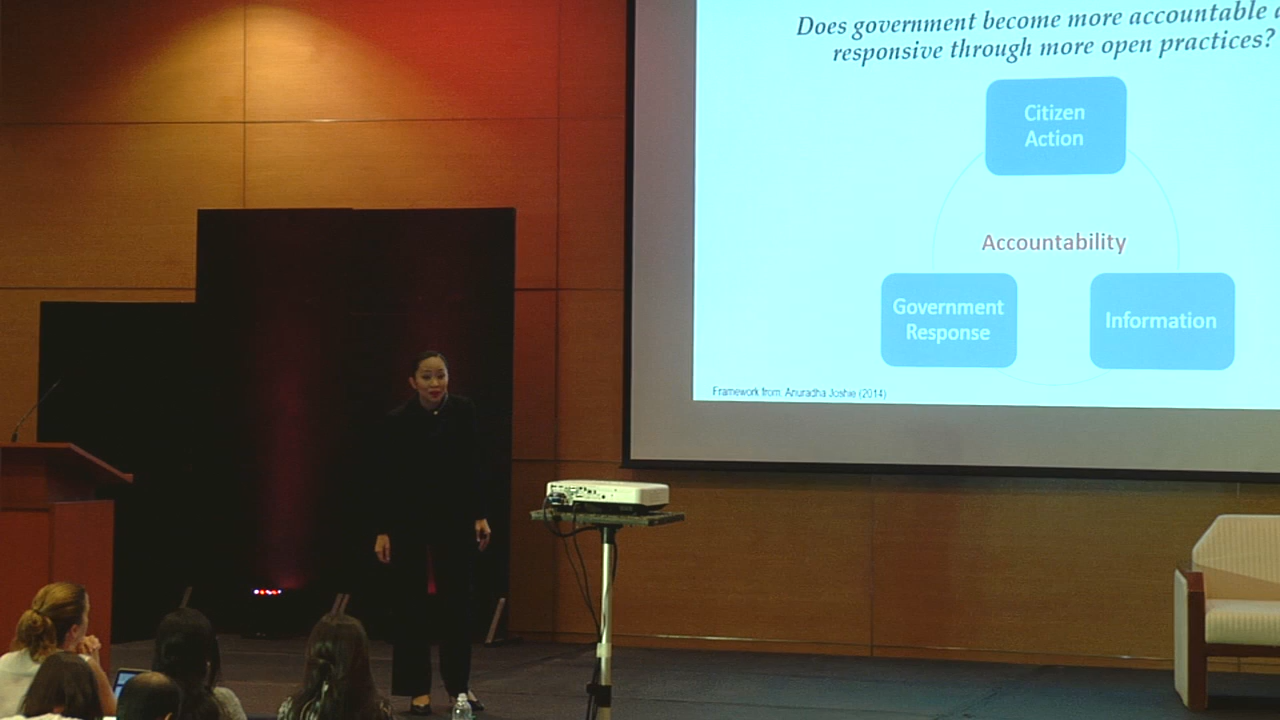 Does government become more accountable a
responsive through more open practices?
Citizen
Action
Accountability
Government
Response
Information
Framework from: Anuradha Joshie (2014)